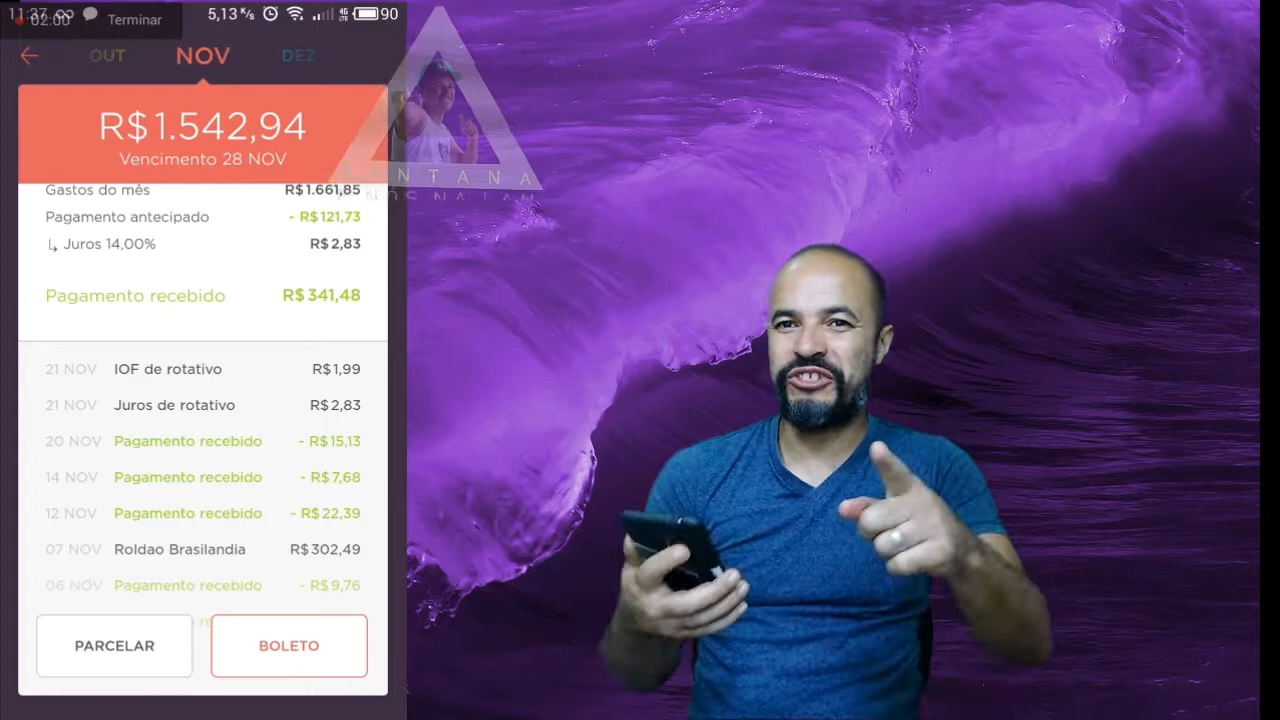 11:37
02:00
Terminar
5,13 K/s
4G
LTE
90
OUT
NOV
DEZ
R$ 1.542,94
Vencimento 28 NOV
Gastos do mês R$ 1.661,85
Pagamento antecipado - R$ 121,73
Juros 14,00% R$ 2,83
Pagamento recebido R$ 341,48
21 NOV IOF de rotativo R$ 1,99
21 NOV Juros de rotativo R$ 2,83
20 NOV Pagamento recebido - R$ 15,13
14 NOV Pagamento recebido - R$ 7,68
12 NOV Pagamento recebido - R$ 22,39
07 NOV Roldao Brasilandia R$ 302,49
06 NOV Pagamento recebido - R$ 9,76
PARCELAR
BOLETO